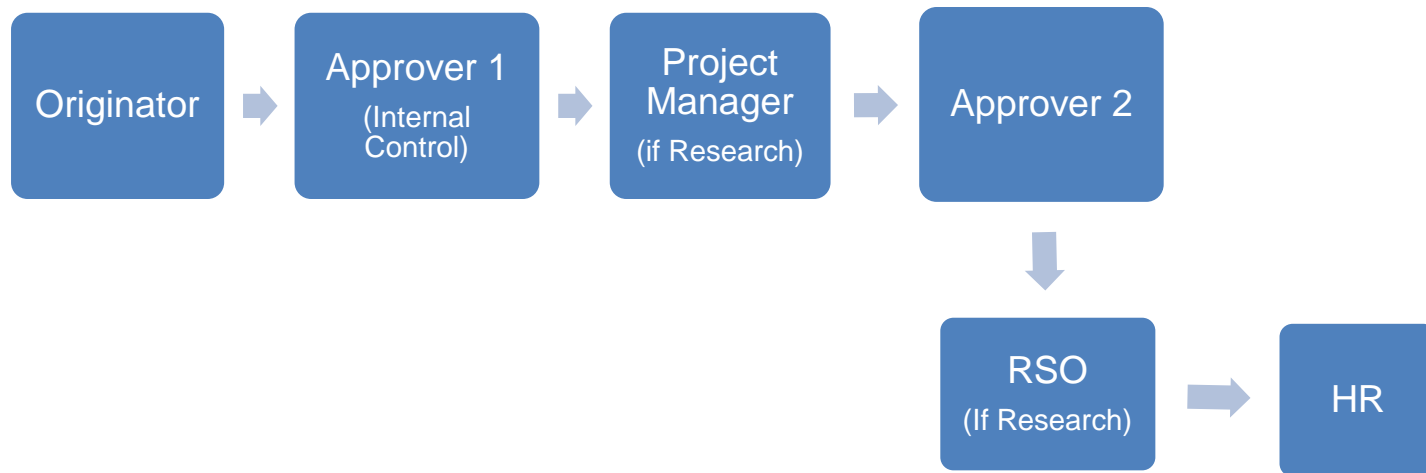 Originator
Approver 1
(Internal
Control)
Project
Manager
(if Research)
Approver 2
RSO
(If Research)
HR